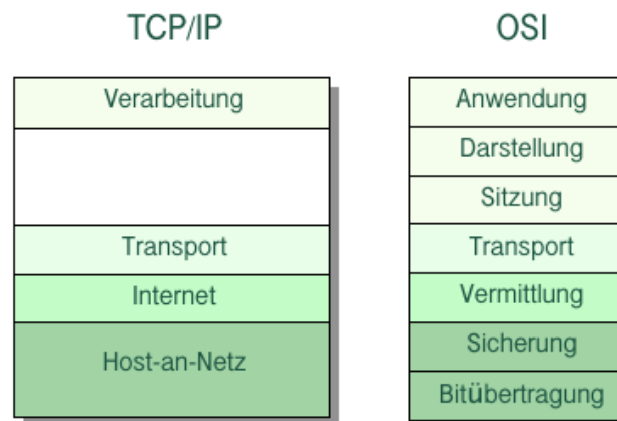 TCP/IP
Verarbeitung
Transport
Internet
Host-an-Netz
OSI
Anwendung
Darstellung
Sitzung
Transport
Vermittlung
Sicherung
Bitübertragung